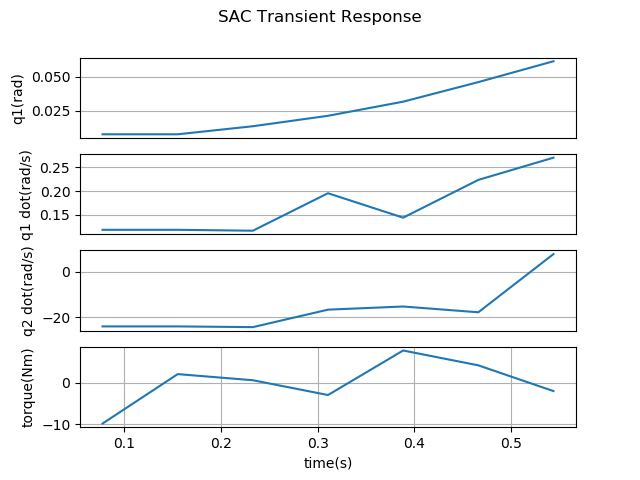 SAC Transient Response
0.050
0.025
q1(rad)
0.25
0.20
0.15
q1 dot(rad/s)
0
−20
q2 dot(rad/s)
0
−10
torque(Nm)
0.1 0.2 0.3 0.4 0.5
time(s)